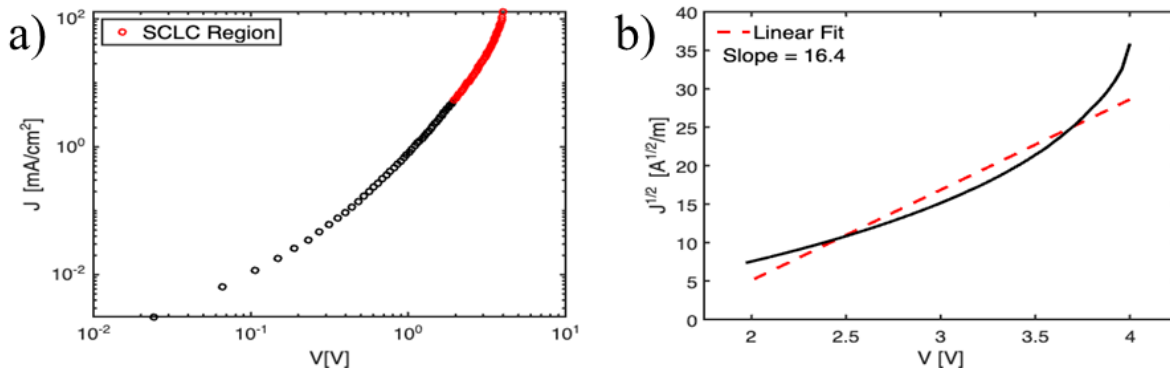 a)
SCLC Region
10^2
10^0
10^-2
J [mA/cm^2]
10^-2
10^-1
10^0
10^1
V[V]
b)
Linear Fit
Slope = 16.4
40
35
30
25
20
15
10
5
0
J^1/2 [A^1/2/m]
2
2.5
3
3.5
4
V [V]